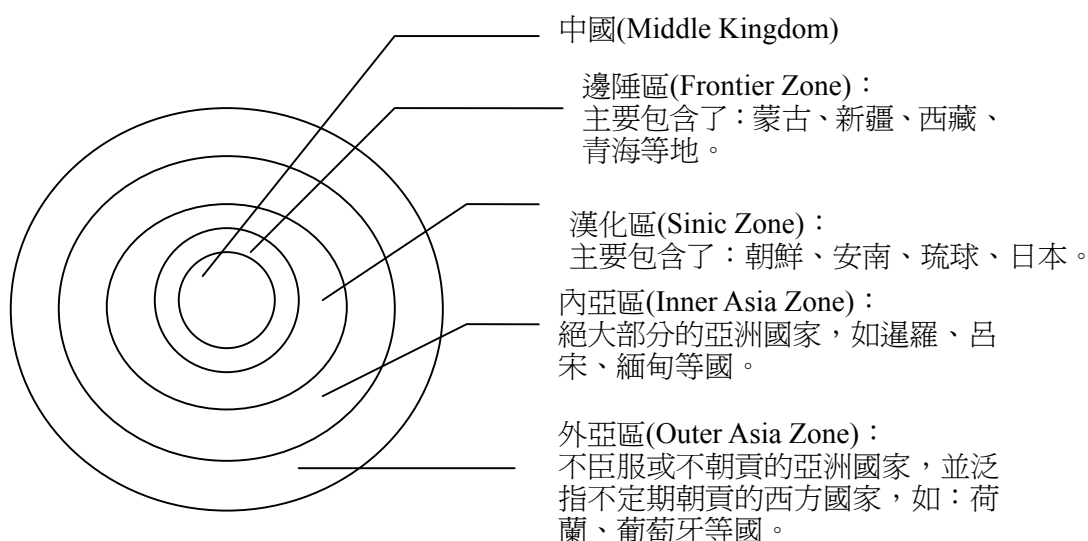 中國(Middle Kingdom)
邊陲區(Frontier Zone)：
主要包含了：蒙古、新疆、西藏、
青海等地。
漢化區(Sinic Zone)：
主要包含了：朝鮮、安南、琉球、日本。
內亞區(Inner Asia Zone)：
絕大部分的亞洲國家，如暹羅、呂
宋、緬甸等國。
外亞區(Outer Asia Zone)：
不臣服或不朝貢的亞洲國家，並泛
指不定期朝貢的西方國家，如：荷
蘭、葡萄牙等國。